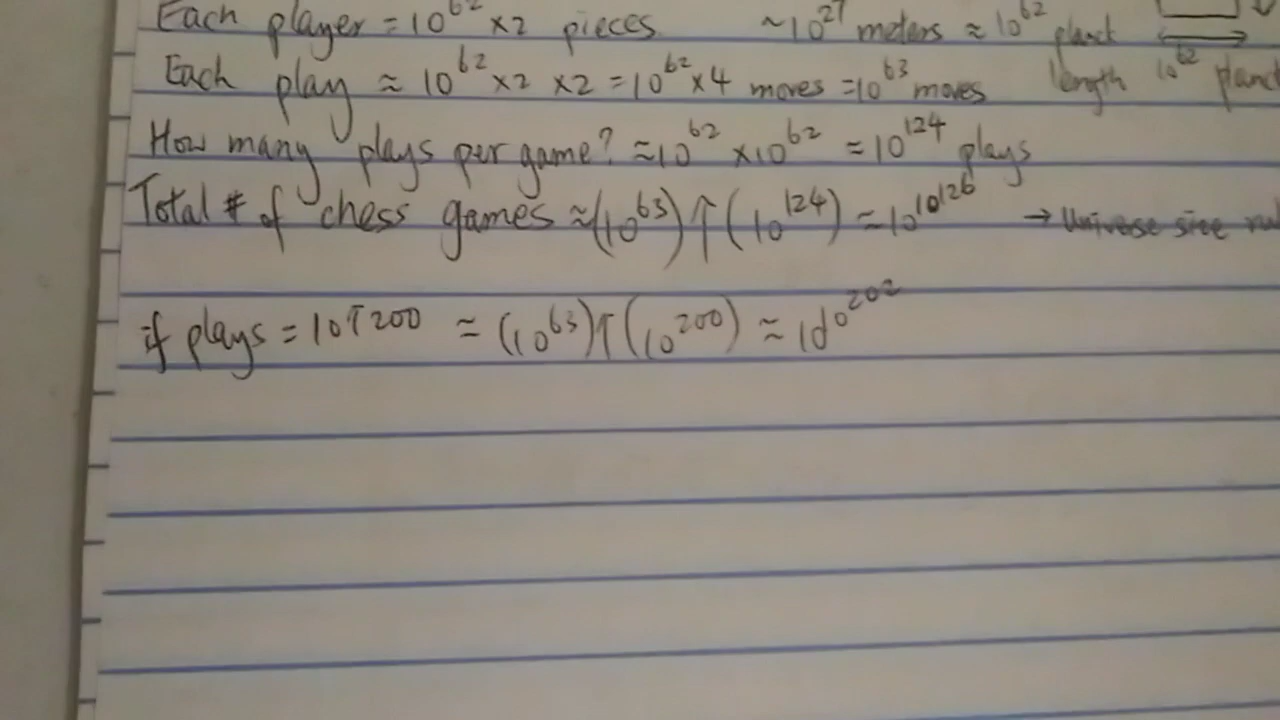 Each player = 10^62 x2 pieces ~10^27 meters ≈ 10^62 planck
Each play ≈ 10^62 x2 x2 = 10^62 x 4 moves = 10^63 moves length 10^62 planck
How many plays per game? ≈ 10^62 x 10^62 ≈ 10^124 plays
Total # of chess games ≈ (10^63)↑(10^124) ≈ 10^10^126 → Universe size
if plays = 10↑200 ≈ (10^63)↑(10^200) ≈ 10^10^202